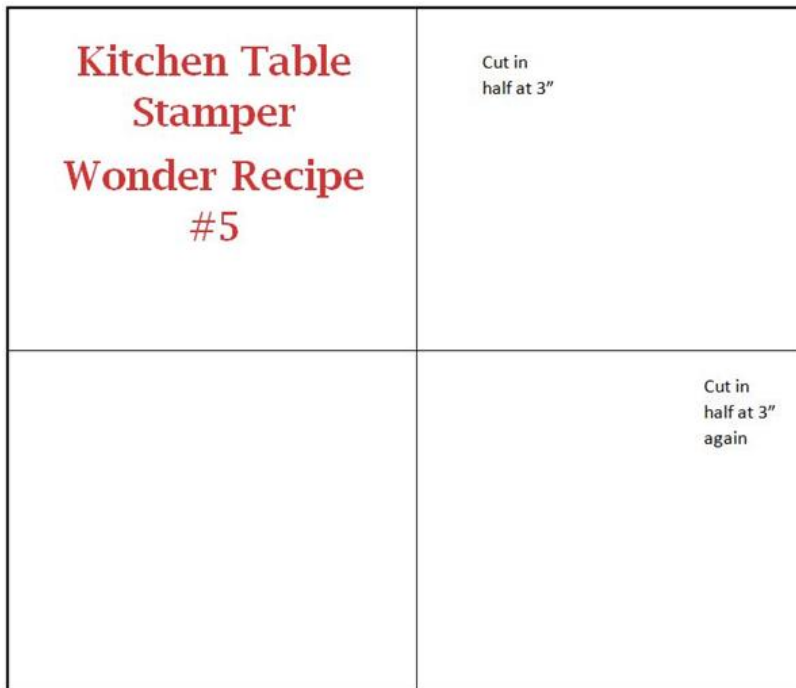 Kitchen Table
Stamper
Wonder Recipe
#5
Cut in
half at 3”
Cut in
half at 3”
again